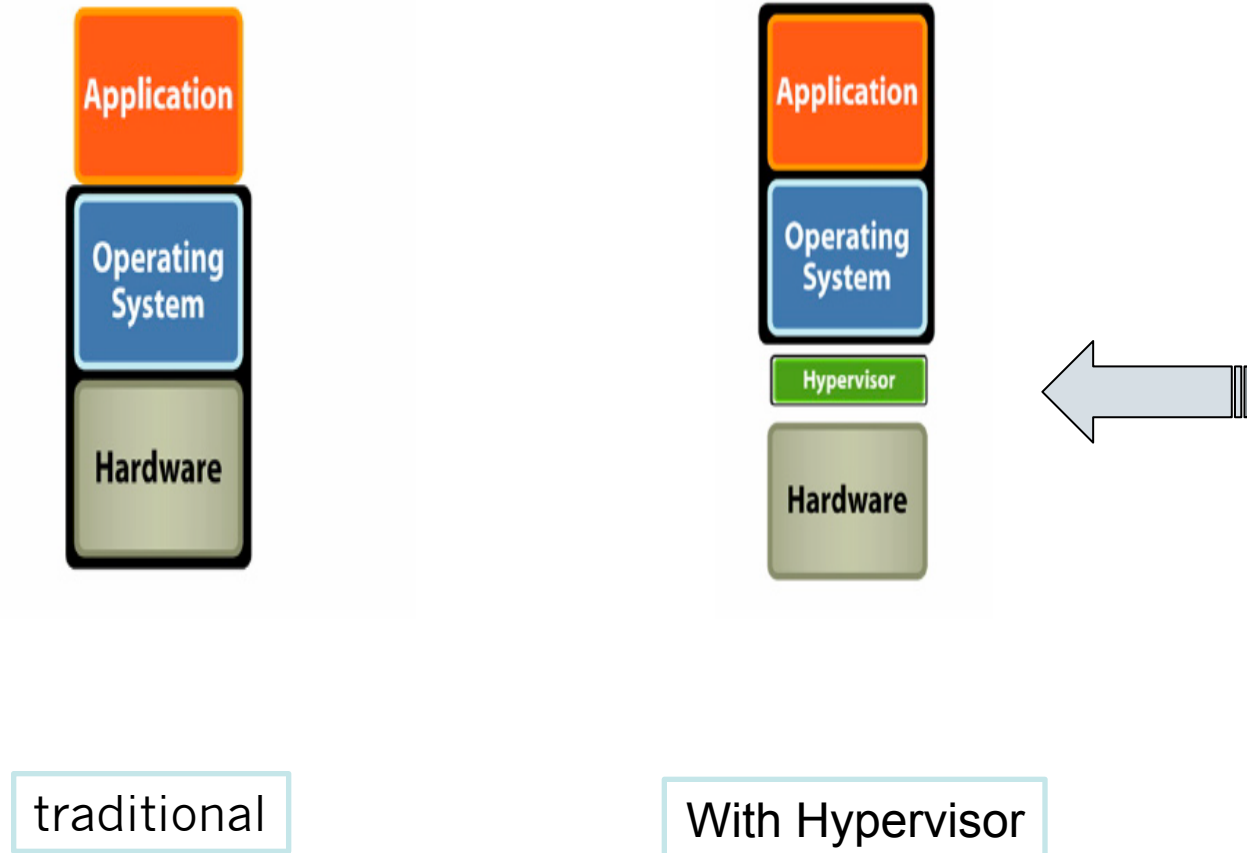 Application
Operating
System
Hardware
traditional
Application
Operating
System
Hypervisor
Hardware
With Hypervisor